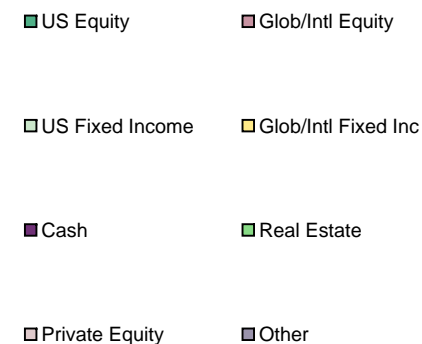 US Equity Glob/Intl Equity
US Fixed Income Glob/Intl Fixed Inc
Cash Real Estate
Private Equity Other